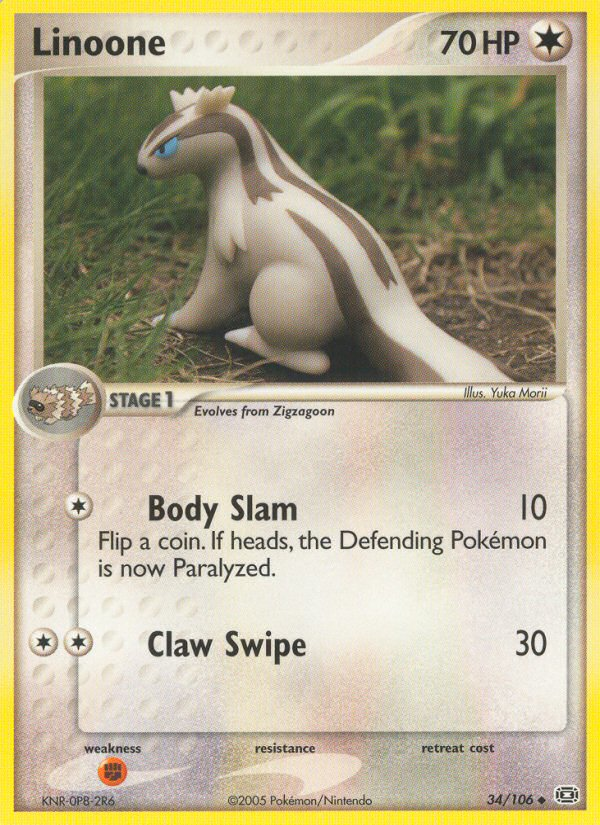 Linoone
70 HP
STAGE 1
Illus. Yuka Morii
Evolves from Zigzagoon
Body Slam 10
Flip a coin. If heads, the Defending Pokémon
is now Paralyzed.
Claw Swipe 30
weakness resistance retreat cost
KNR-0P8-2R6 ©2005 Pokémon/Nintendo 34/106